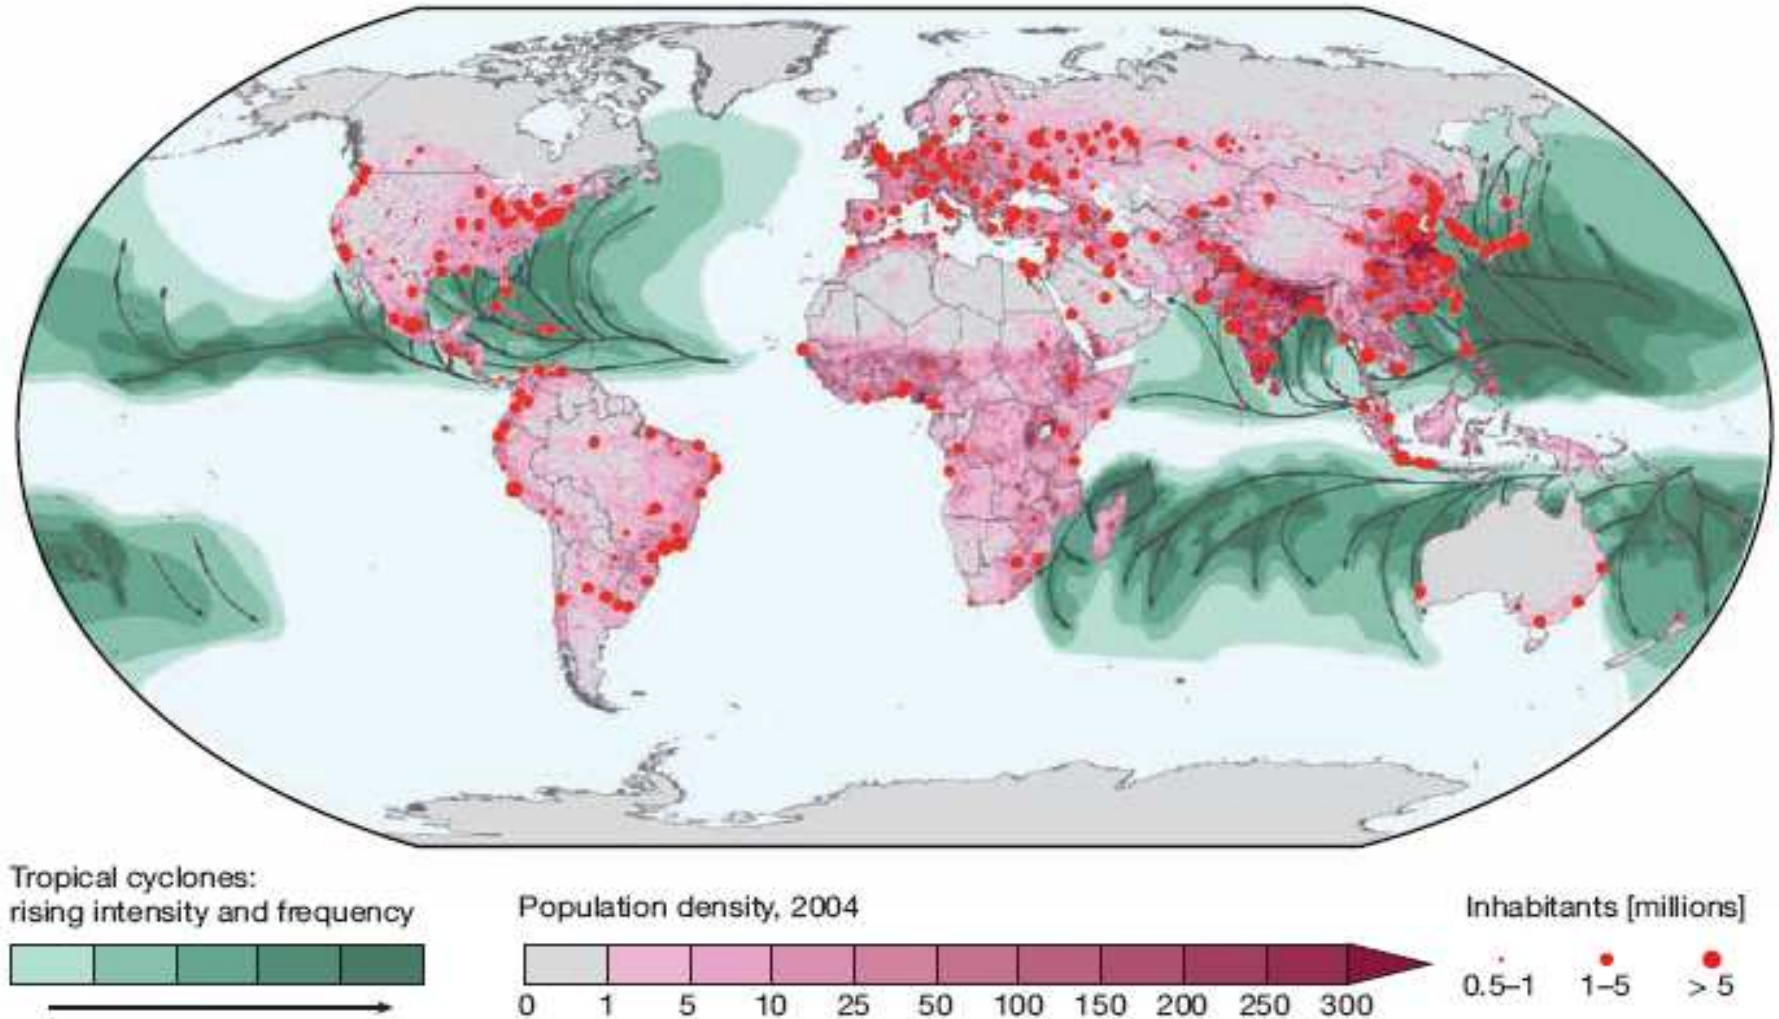 Tropical cyclones:
rising intensity and frequency
Population density, 2004
0 1 5 10 25 50 100 150 200 250 300
Inhabitants [millions]
0.5–1 1–5 > 5